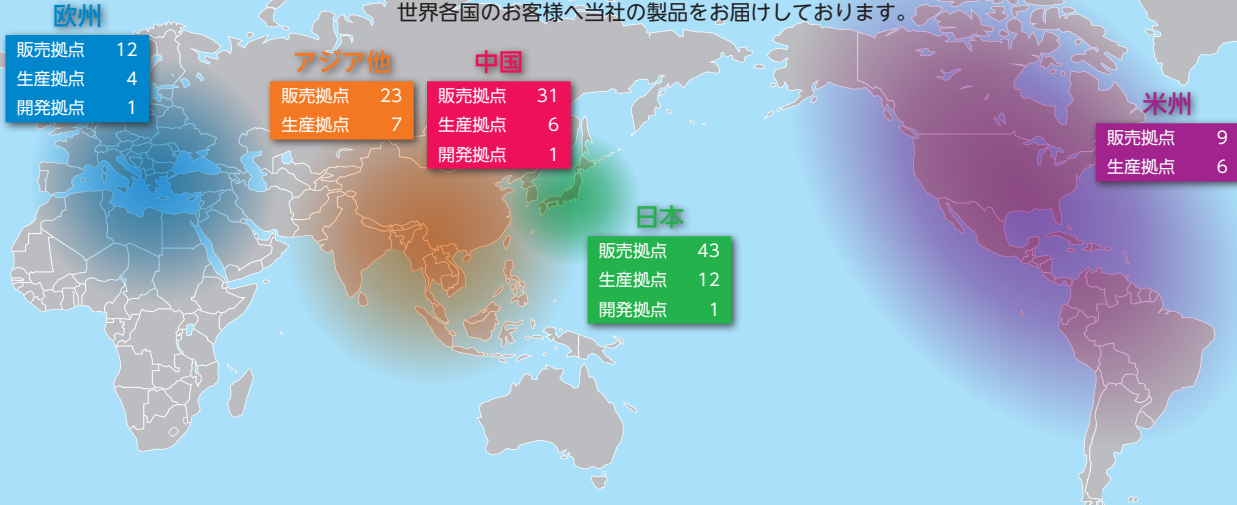 世界各国のお客様へ当社の製品をお届けしております。
欧州
販売拠点 12
生産拠点 4
開発拠点 1
アジア他
販売拠点 23
生産拠点 7
中国
販売拠点 31
生産拠点 6
開発拠点 1
日本
販売拠点 43
生産拠点 12
開発拠点 1
米州
販売拠点 9
生産拠点 6